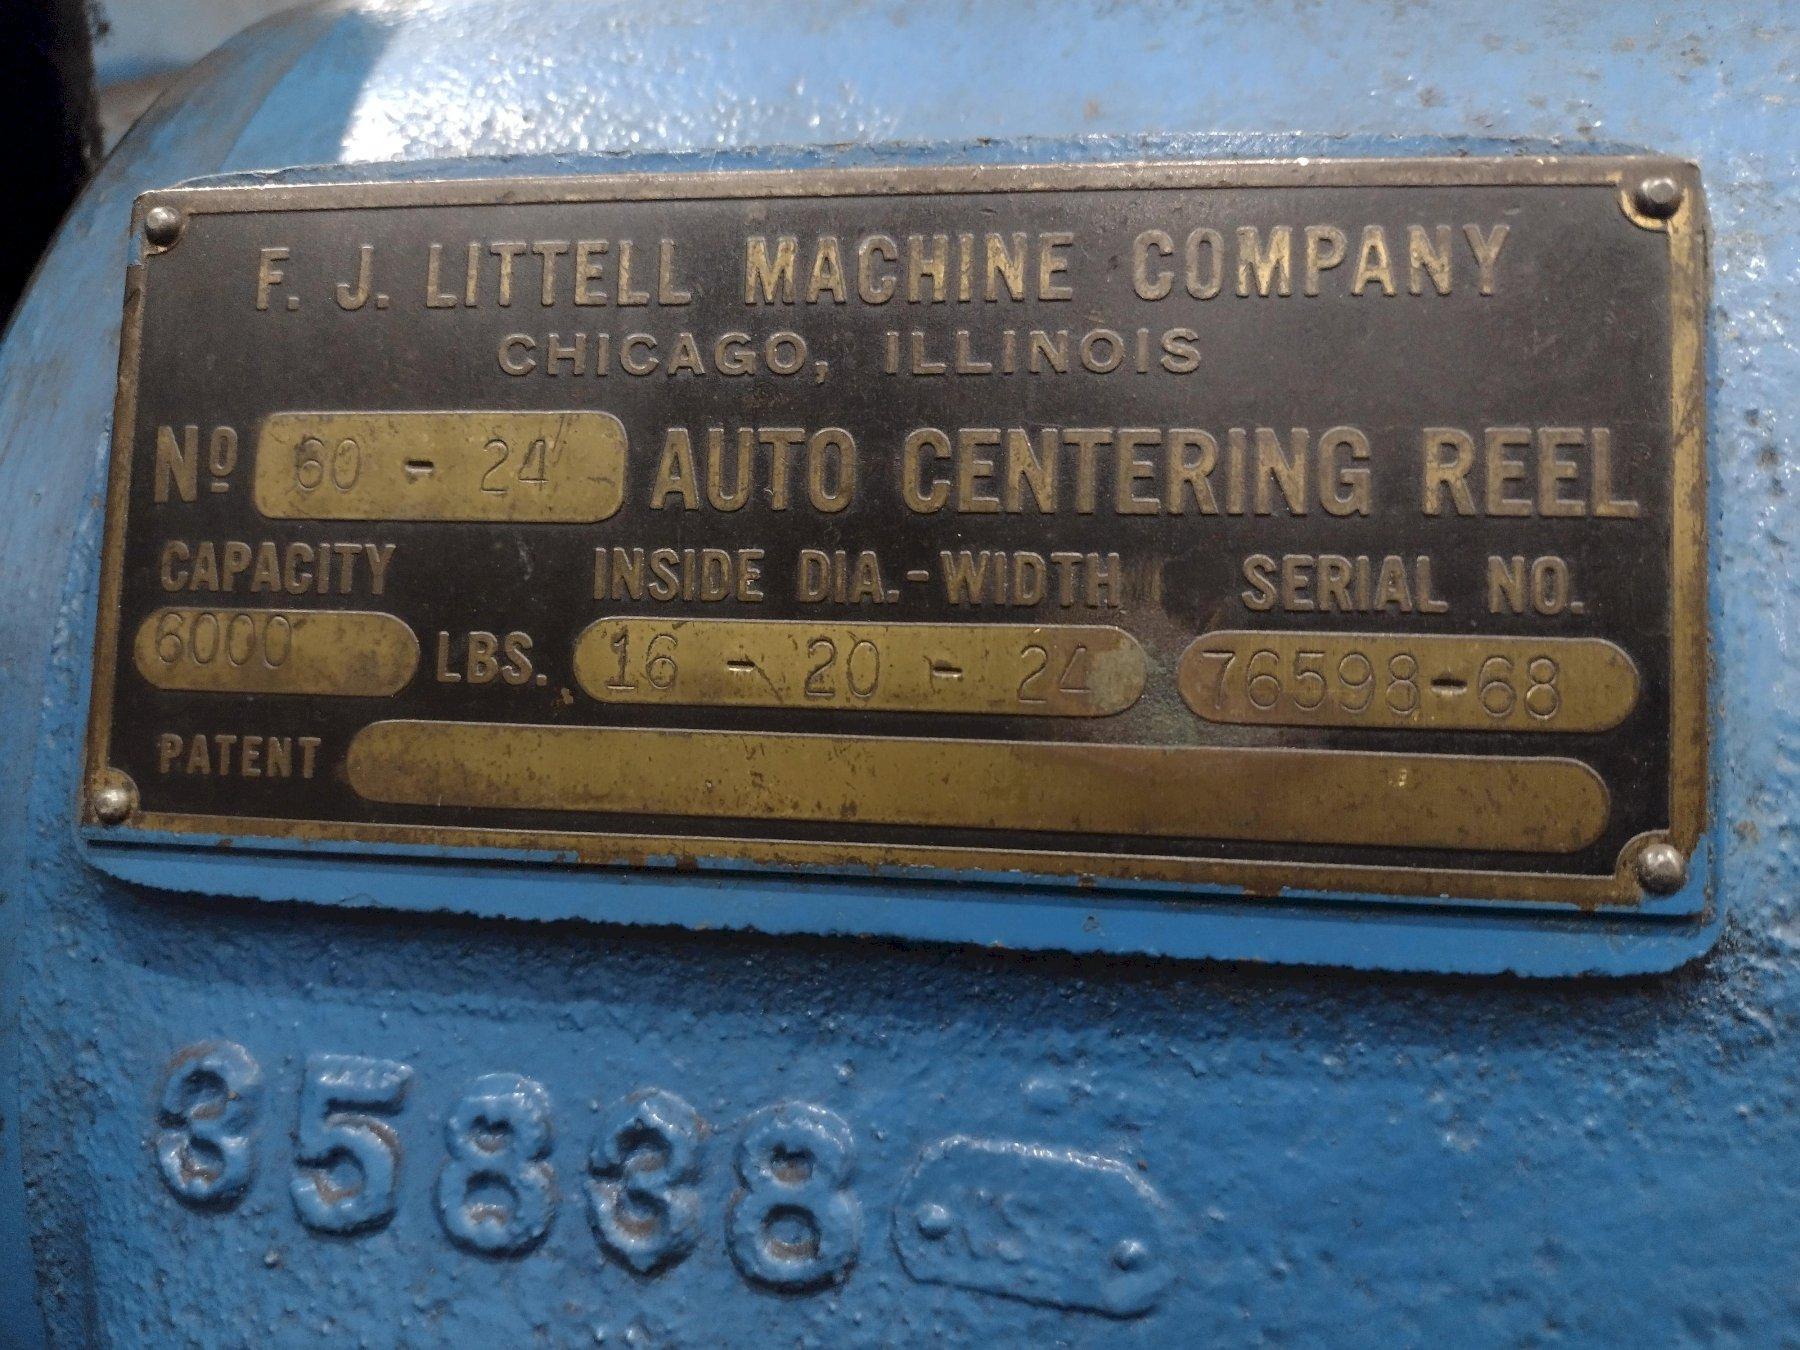 F. J. LITTELL MACHINE COMPANY
CHICAGO, ILLINOIS
Nº 60 - 24 AUTO CENTERING REEL
CAPACITY INSIDE DIA.-WIDTH SERIAL NO.
6000 LBS. 16 - 20 - 24 76598-68
PATENT
35838